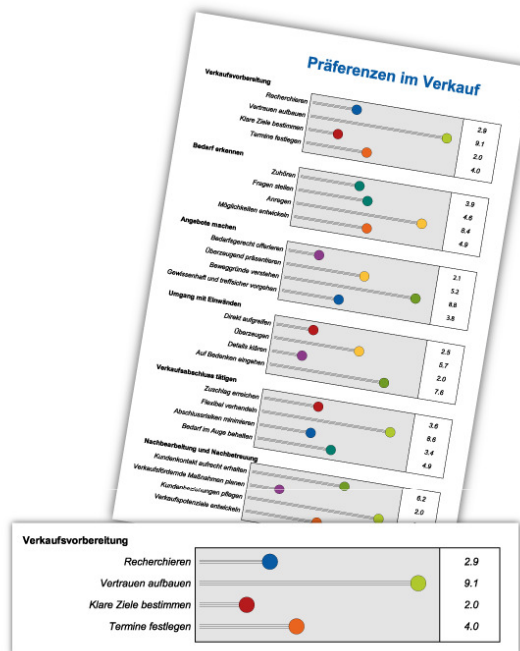 Präferenzen im Verkauf
Verkaufsvorbereitung
Recherchieren 2.9
Vertrauen aufbauen 9.1
Klare Ziele bestimmen 2.0
Termine festlegen 4.0
Bedarf erkennen
Zuhören 3.9
Fragen stellen 4.6
Anregen 8.4
Möglichkeiten entwickeln 4.9
Angebote machen
Bedarfsgerecht offerieren 2.1
Überzeugend präsentieren 5.2
Beweggründe verstehen 8.8
Gewissenhaft und treffsicher vorgehen 3.8
Umgang mit Einwänden
Direkt aufgreifen 2.5
Überzeugen 5.7
Details klären 2.0
Auf Bedenken eingehen 7.6
Verkaufsabschluss tätigen
Zuschlag erreichen 3.6
Flexibel verhandeln 8.6
Abschlussrisiken minimieren 3.4
Bedarf im Auge behalten 4.9
Nachbearbeitung und Nachbetreuung
Kundenkontakt aufrecht erhalten 6.2
Verkaufsfördernde Maßnahmen planen 2.0
Kundenbeziehungen pflegen
Verkaufspotenziale entwickeln
Verkaufsvorbereitung
Recherchieren 2.9
Vertrauen aufbauen 9.1
Klare Ziele bestimmen 2.0
Termine festlegen 4.0